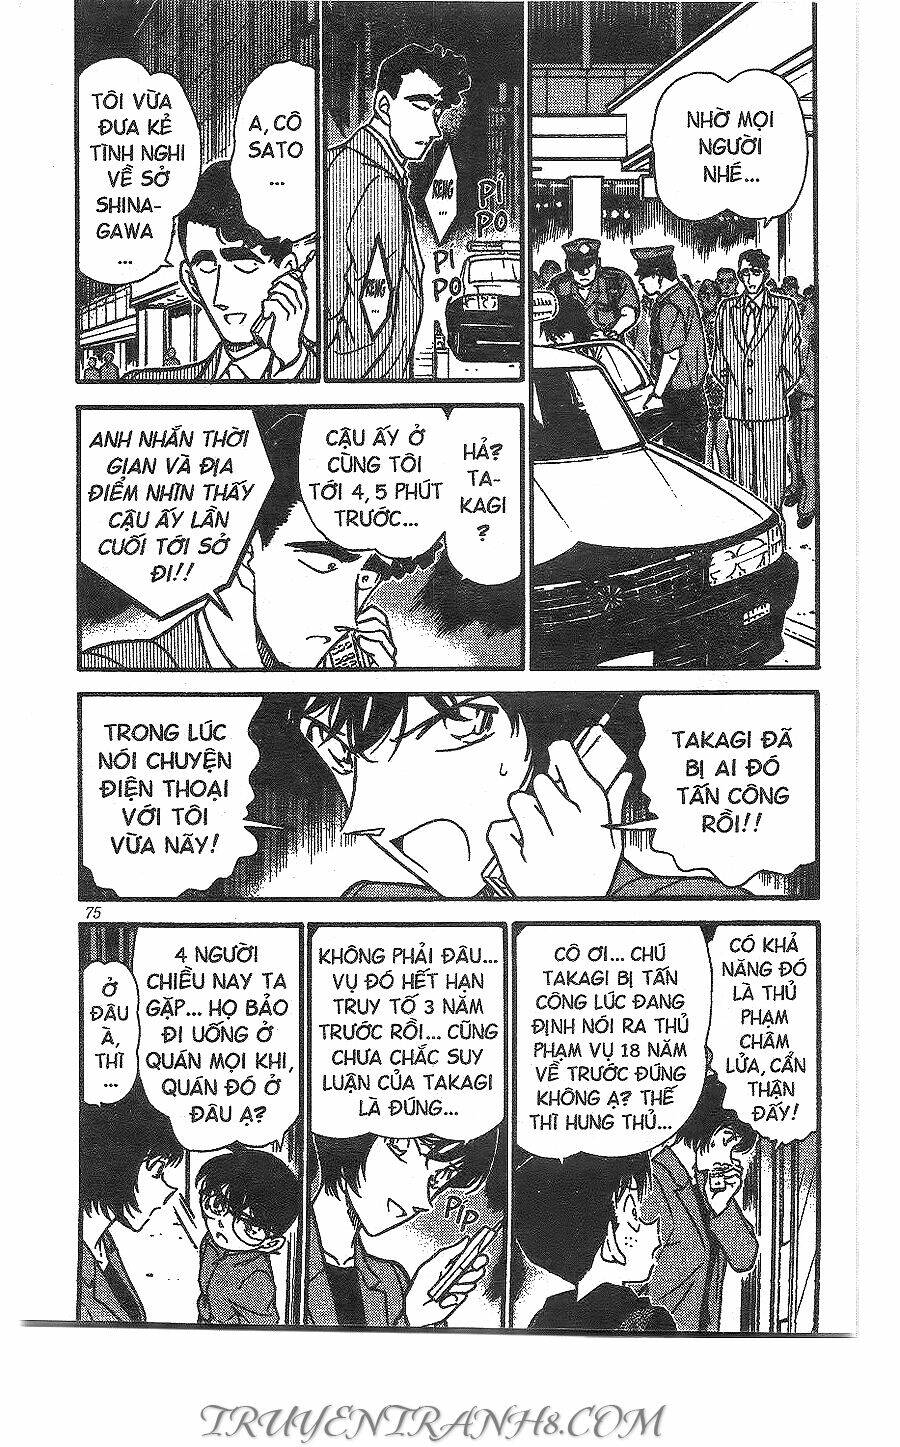 NHỜ MỌI
NGƯỜI
NHÉ...
RENG
...
RENG
...
PÍ
PO
PÍ
PO
A, CÔ
SATO
...
TÔI VỪA
ĐƯA KẺ
TÌNH NGHI
VỀ SỞ
SHINA-
GAWA
...
HẢ?
TA-
KAGI
?
CẬU ẤY Ở
CÙNG TÔI
TỚI 4, 5 PHÚT
TRƯỚC...
ANH NHẮN THỜI
GIAN VÀ ĐỊA
ĐIỂM NHÌN THẤY
CẬU ẤY LẦN
CUỐI TỚI SỞ
ĐI!!
TAKAGI ĐÃ
BỊ AI ĐÓ
TẤN CÔNG
RỒI!!
TRONG LÚC
NÓI CHUYỆN
ĐIỆN THOẠI
VỚI TÔI
VỪA NÃY!
75
CÓ KHẢ
NĂNG ĐÓ
LÀ THỦ
PHẠM
CHÂM
LỬA, CẨN
THẬN
ĐẤY!
CÔ ƠI... CHÚ
TAKAGI BỊ TẤN
CÔNG LÚC ĐANG
ĐỊNH NÓI RA THỦ
PHẠM VỤ 18 NĂM
VỀ TRƯỚC ĐÚNG
KHÔNG Ạ? THẾ
THÌ HUNG THỦ...
KHÔNG PHẢI ĐÂU...
VỤ ĐÓ HẾT HẠN
TRUY TỐ 3 NĂM
TRƯỚC RỒI... CŨNG
CHƯA CHẮC SUY
LUẬN CỦA TAKAGI
LÀ ĐÚNG...
PÍP
4 NGƯỜI
CHIỀU NAY TA
GẶP... HỌ BẢO
ĐI UỐNG Ở
QUÁN MỌI KHI,
QUÁN ĐÓ Ở
ĐÂU Ạ?
Ở
ĐÂU
À,
THÌ
...
TRUYENTRANH8.COM